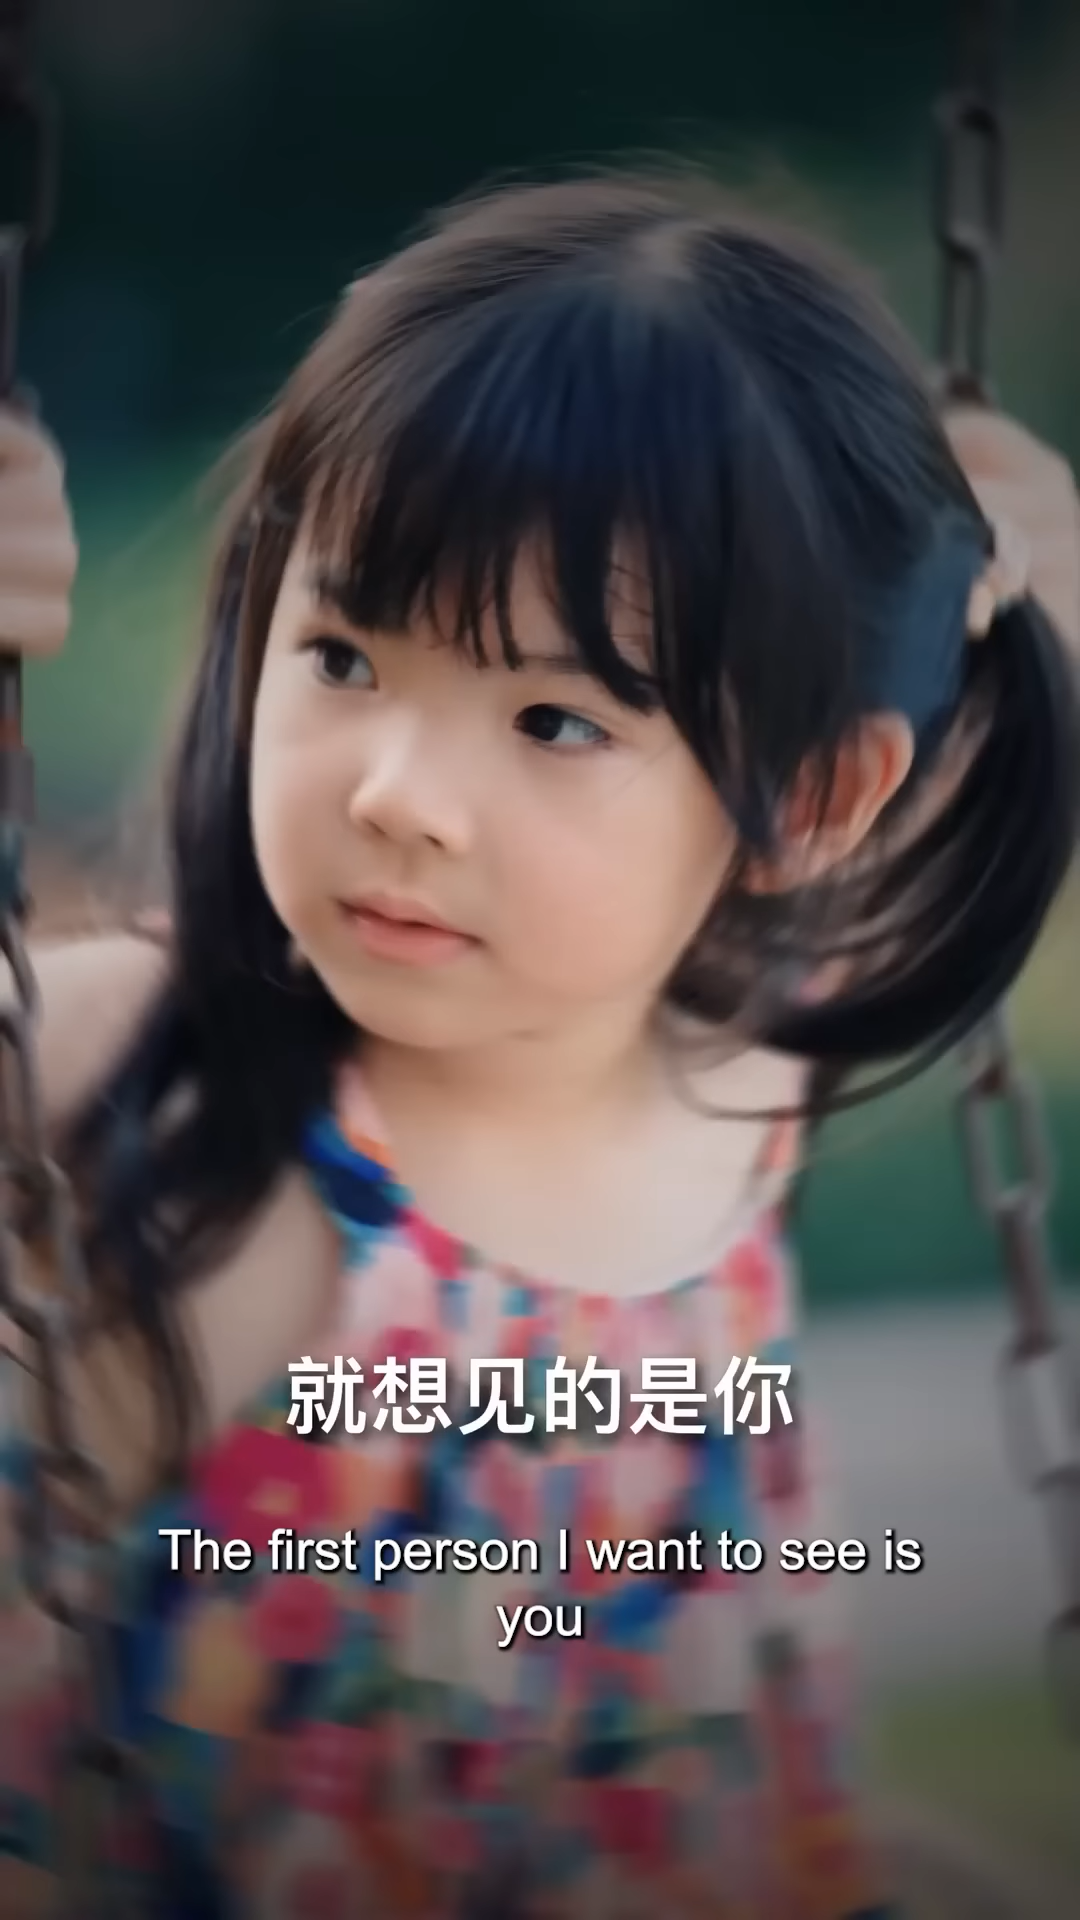 就想见的是你
The first person I want to see is
you